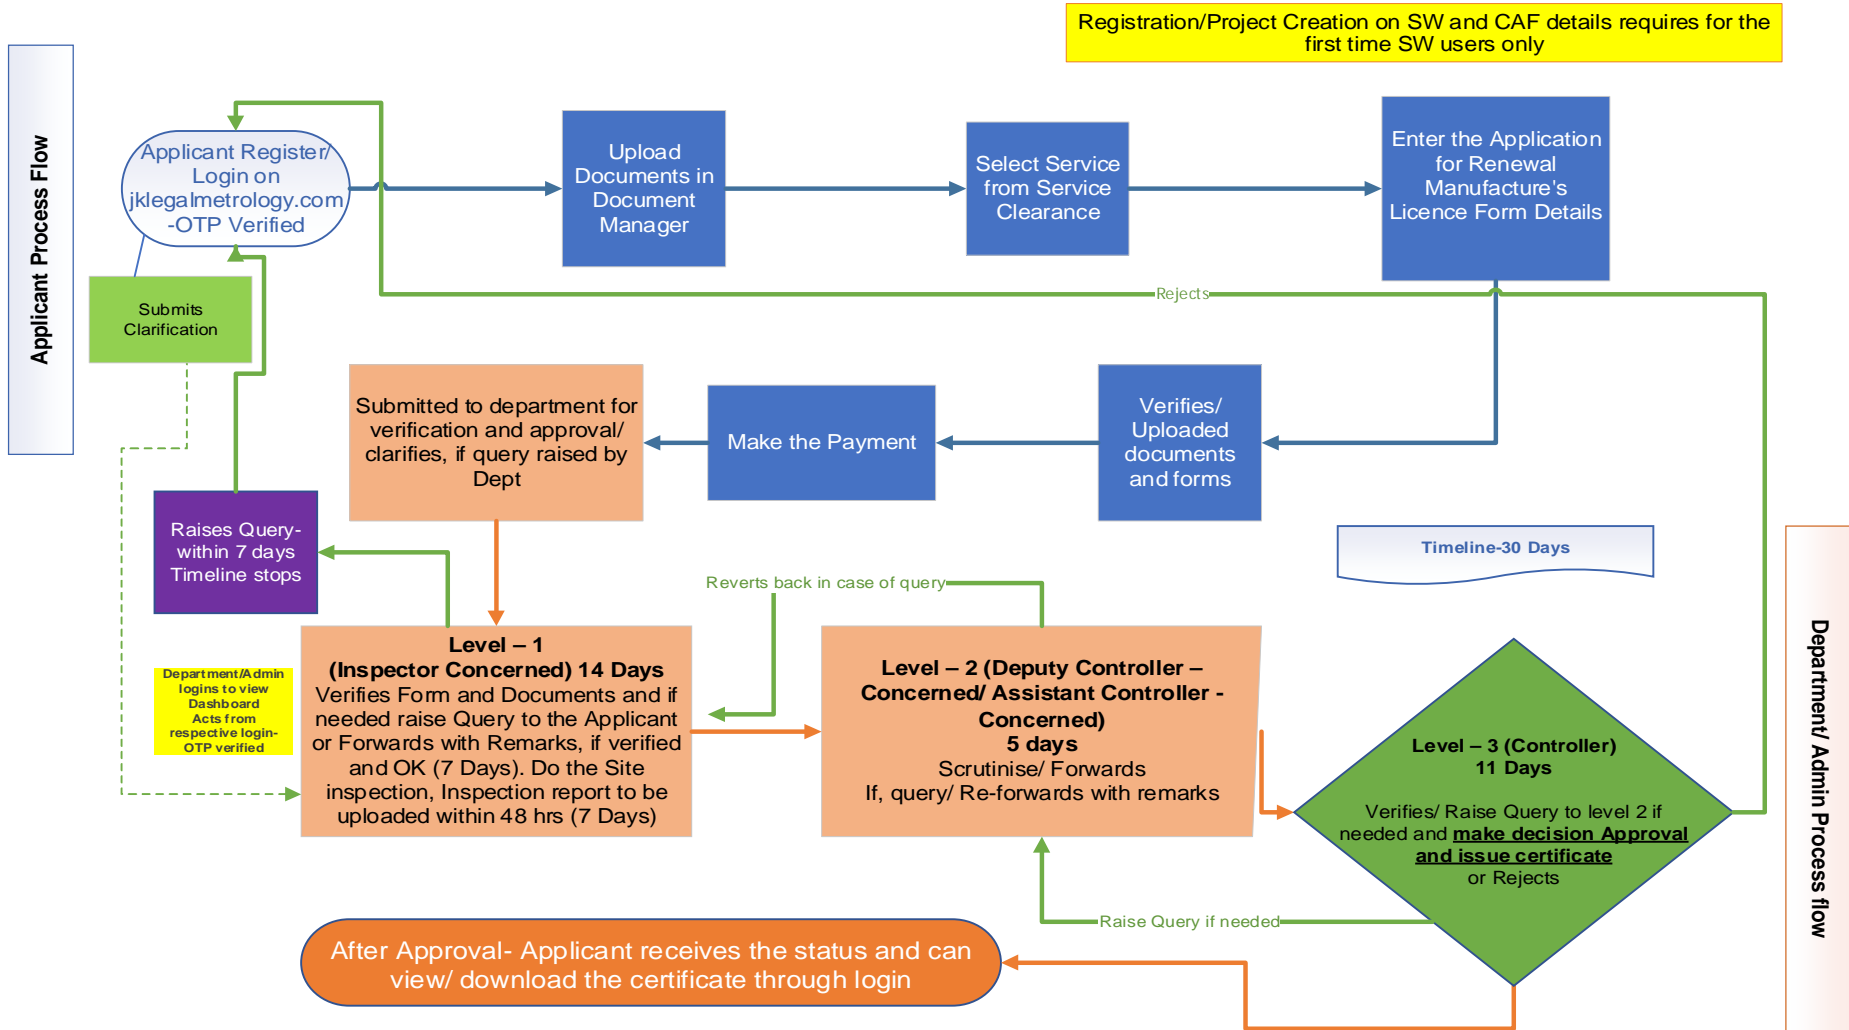 Registration/Project Creation on SW and CAF details requires for the
first time SW users only
Applicant Process Flow
Applicant Register/
Login on
jklegalmetrology.com
-OTP Verified
Upload
Documents in
Document
Manager
Select Service
from Service
Clearance
Enter the Application
for Renewal
Manufacture's
Licence Form Details
Submits
Clarification
Rejects
Submitted to department for
verification and approval/
clarifies, if query raised by
Dept
Make the Payment
Verifies/
Uploaded
documents
and forms
Raises Query-
within 7 days
Timeline stops
Timeline-30 Days
Reverts back in case of query
Department/Admin
logins to view
Dashboard
Acts from
respective login-
OTP verified
Level – 1
(Inspector Concerned) 14 Days
Verifies Form and Documents and if
needed raise Query to the Applicant
or Forwards with Remarks, if verified
and OK (7 Days). Do the Site
inspection, Inspection report to be
uploaded within 48 hrs (7 Days)
Level – 2 (Deputy Controller –
Concerned/ Assistant Controller -
Concerned)
5 days
Scrutinise/ Forwards
If, query/ Re-forwards with remarks
Level – 3 (Controller)
11 Days
Verifies/ Raise Query to level 2 if
needed and make decision Approval
and issue certificate
or Rejects
Department/ Admin Process flow
Raise Query if needed
After Approval- Applicant receives the status and can
view/ download the certificate through login